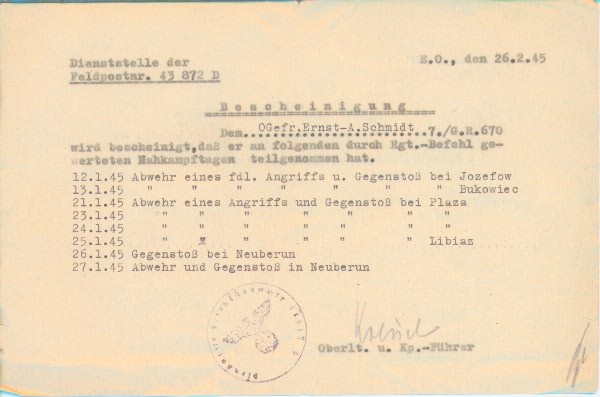 Dienststelle der
Feldpostnr. 43 872 D
E.O., den 26.2.45
Bescheinigung
Dem OGefr.Ernst-A.Schmidt 7./G.R.670
wird bescheinigt,daß er an folgenden durch Rgt.-Befehl ge-
werteten Nahkampftagen teilgenommen hat.
12.1.45 Abwehr eines fdl. Angriffs u. Gegenstoß bei Jozefow
13.1.45 " " " " " " " Bukowiec
21.1.45 Abwehr eines Angriffs und Gegenstoß bei Plaza
23.1.45 " " " " " "
24.1.45 " " " " " "
25.1.45 " " " " " " Libiaz
26.1.45 Gegenstoß bei Neuberun
27.1.45 Abwehr und Gegenstoß in Neuberun
Oberlt. u. Kp.-Führer